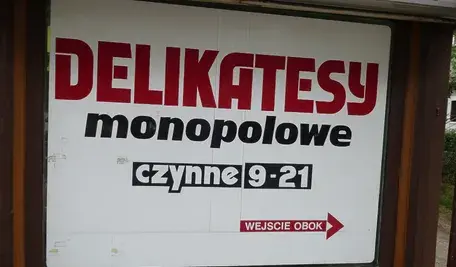 DELIKATESY
monopolowe
czynne 9-21
WEJSCIE OBOK